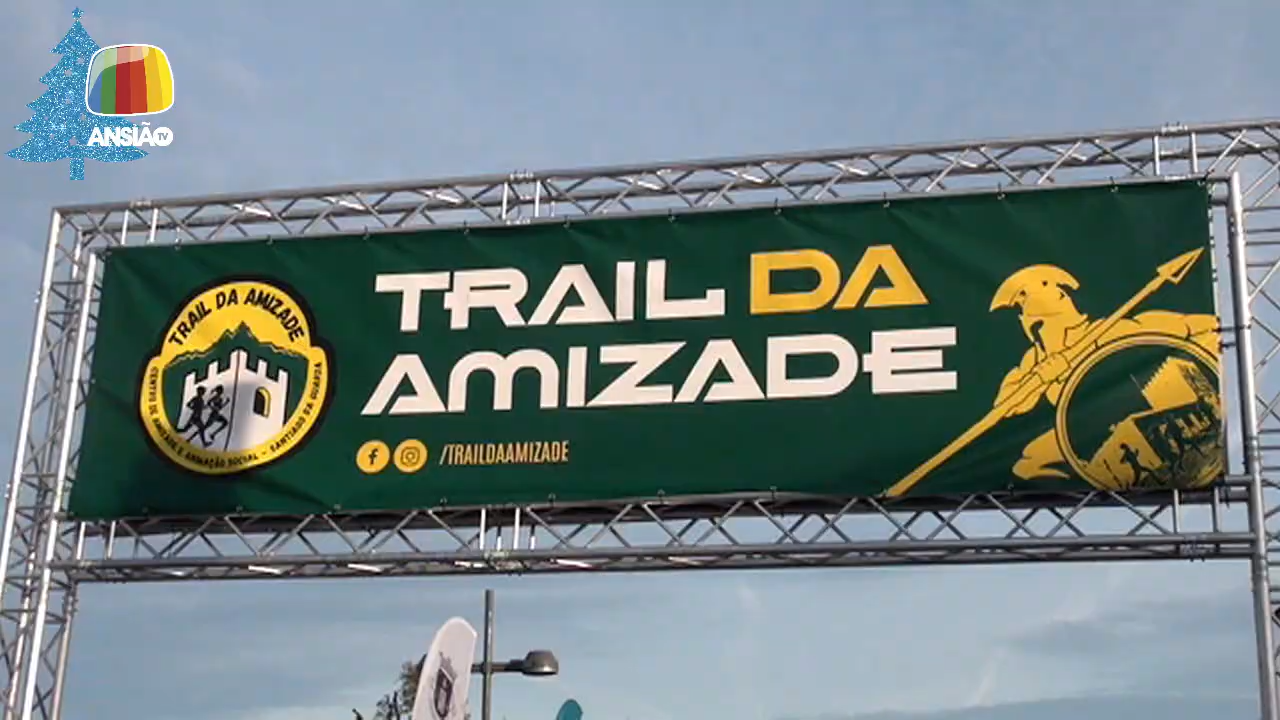 ANSIÃO TV
TRAIL DA AMIZADE
CENTRO DE AMIZADE E ANIMAÇÃO SOCIAL - SANTIAGO DA GUARDA
TRAIL DA
AMIZADE
/TRAILDAAMIZADE